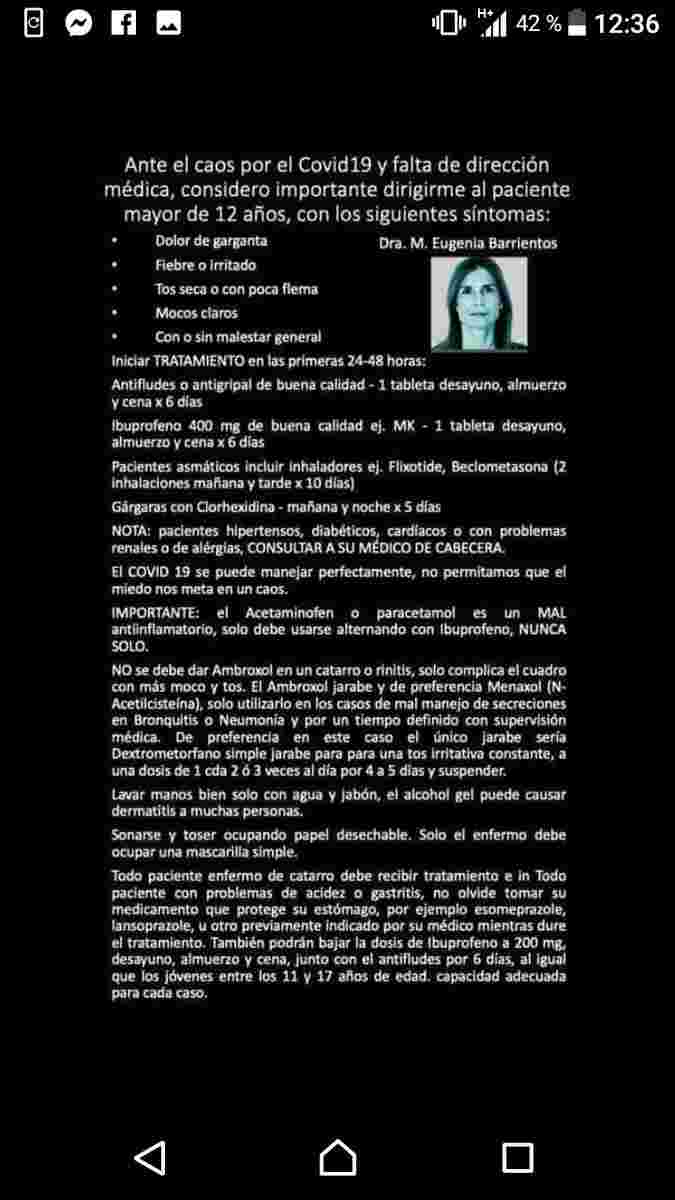 H+ 42 % 12:36
Ante el caos por el Covid19 y falta de dirección
médica, considero importante dirigirme al paciente
mayor de 12 años, con los siguientes síntomas:
• Dolor de garganta
Dra. M. Eugenia Barrientos
• Fiebre o irritado
• Tos seca o con poca flema
• Mocos claros
• Con o sin malestar general
Iniciar TRATAMIENTO en las primeras 24-48 horas:
Antifludes o antigripal de buena calidad - 1 tableta desayuno, almuerzo
y cena x 6 días
Ibuprofeno 400 mg de buena calidad ej. MK - 1 tableta desayuno,
almuerzo y cena x 6 días
Pacientes asmáticos incluir inhaladores ej. Flixotide, Beclometasona (2
inhalaciones mañana y tarde x 10 días)
Gárgaras con Clorhexidina - mañana y noche x 5 días
NOTA: pacientes hipertensos, diabéticos, cardíacos o con problemas
renales o de alérgias, CONSULTAR A SU MÉDICO DE CABECERA.
El COVID 19 se puede manejar perfectamente, no permitamos que el
miedo nos meta en un caos.
IMPORTANTE: el Acetaminofen o paracetamol es un MAL
antiinflamatorio, solo debe usarse alternando con Ibuprofeno, NUNCA
SOLO.
NO se debe dar Ambroxol en un catarro o rinitis, solo complica el cuadro
con más moco y tos. El Ambroxol jarabe y de preferencia Menaxol (N-
Acetilcisteína), solo utilizarlo en los casos de mal manejo de secreciones
en Bronquitis o Neumonía y por un tiempo definido con supervisión
médica. De preferencia en este caso el único jarabe sería
Dextrometorfano simple jarabe para para una tos irritativa constante, a
una dosis de 1 cda 2 ó 3 veces al día por 4 a 5 días y suspender.
Lavar manos bien solo con agua y jabón, el alcohol gel puede causar
dermatitis a muchas personas.
Sonarse y toser ocupando papel desechable. Solo el enfermo debe
ocupar una mascarilla simple.
Todo paciente enfermo de catarro debe recibir tratamiento e in Todo
paciente con problemas de acidez o gastritis, no olvide tomar su
medicamento que protege su estómago, por ejemplo esomeprazole,
lansoprazole, u otro previamente indicado por su médico mientras dure
el tratamiento. También podrán bajar la dosis de Ibuprofeno a 200 mg,
desayuno, almuerzo y cena, junto con el antifludes por 6 días, al igual
que los jóvenes entre los 11 y 17 años de edad. capacidad adecuada
para cada caso.